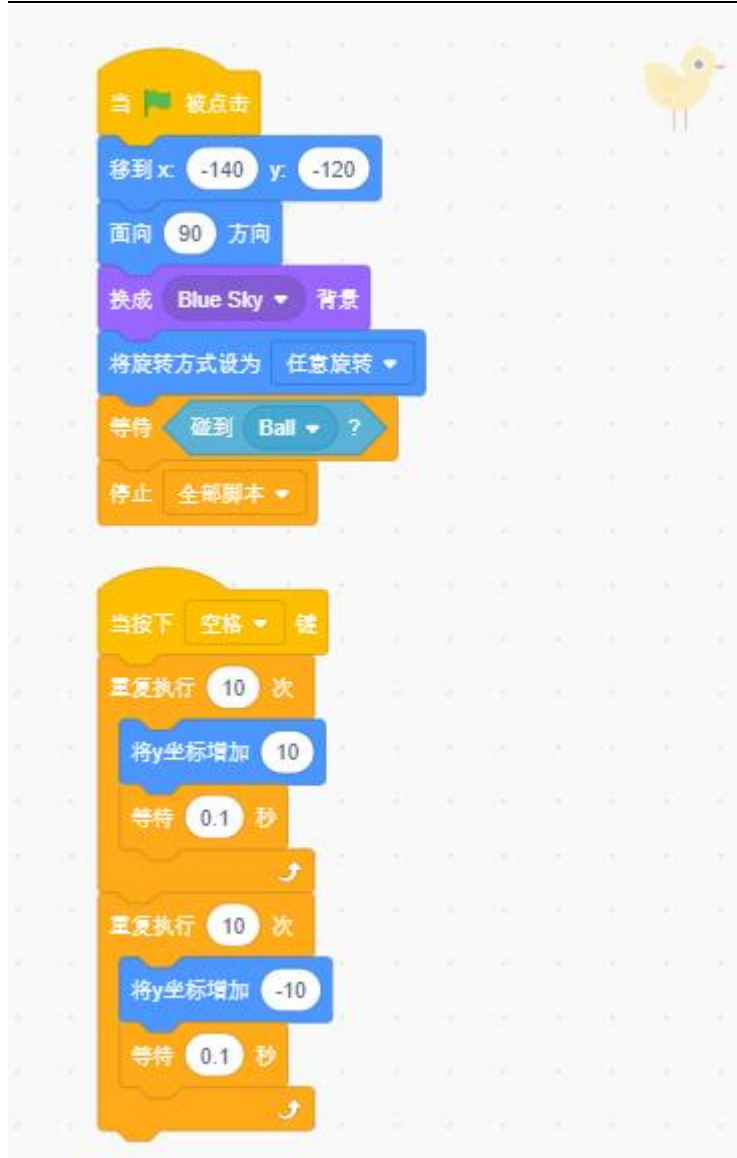 当 被点击
移到 x: -140 y: -120
面向 90 方向
换成 Blue Sky 背景
将旋转方式设为 任意旋转
等待 碰到 Ball ?
停止 全部脚本
当按下 空格 键
重复执行 10 次
将y坐标增加 10
等待 0.1 秒
重复执行 10 次
将y坐标增加 -10
等待 0.1 秒